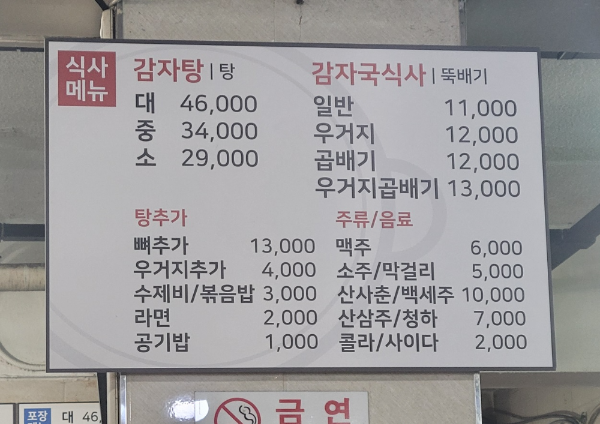 식사
메뉴
감자탕 | 탕
대 46,000
중 34,000
소 29,000
감자국식사 | 뚝배기
일반 11,000
우거지 12,000
곱배기 12,000
우거지곱배기 13,000
탕추가
뼈추가 13,000
우거지추가 4,000
수제비/볶음밥 3,000
라면 2,000
공기밥 1,000
주류/음료
맥주 6,000
소주/막걸리 5,000
산사춘/백세주 10,000
산삼주/청하 7,000
콜라/사이다 2,000
금 연
포장
대 46,